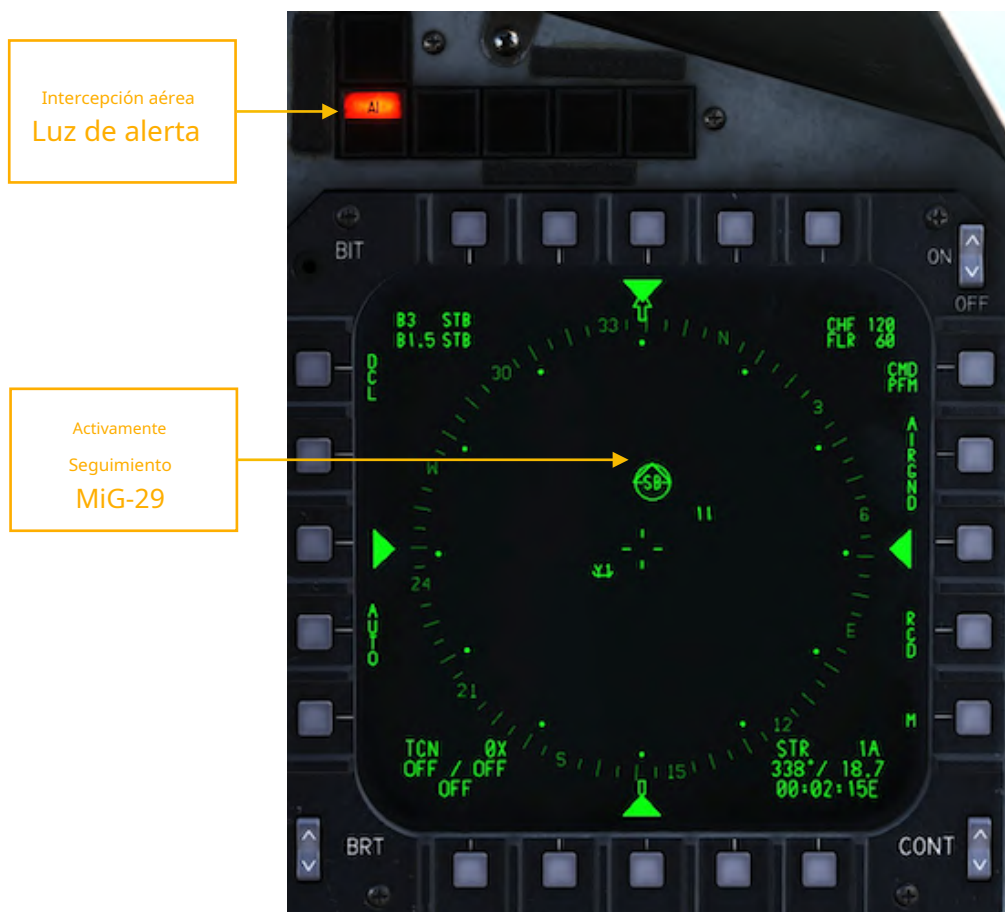 Intercepción aérea
Luz de alerta
AI
BIT
ON
OFF
B3 STB
B1.5 STB
CHF 120
FLR 60
DCL
CMD
PFM
33
N
30
3
AIRGND
Activamente
Seguimiento
MiG-29
W
SB
11
6
Y1
24
AUTO
E
RCD
21
M
12
TCN 0X
OFF / OFF
OFF
S
15
STR 1A
338°/ 18.7
00:02:15E
BRT
CONT